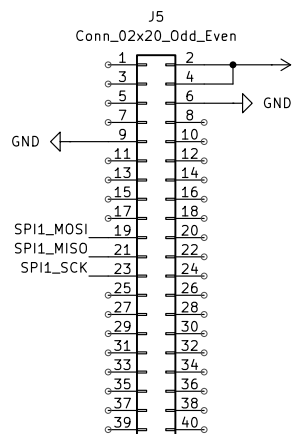 J5
Conn_02x20_Odd_Even
1 2
3 4
5 6 GND
7 8
GND 9 10
11 12
13 14
15 16
17 18
SPI1_MOSI 19 20
SPI1_MISO 21 22
SPI1_SCK 23 24
25 26
27 28
29 30
31 32
33 34
35 36
37 38
39 40